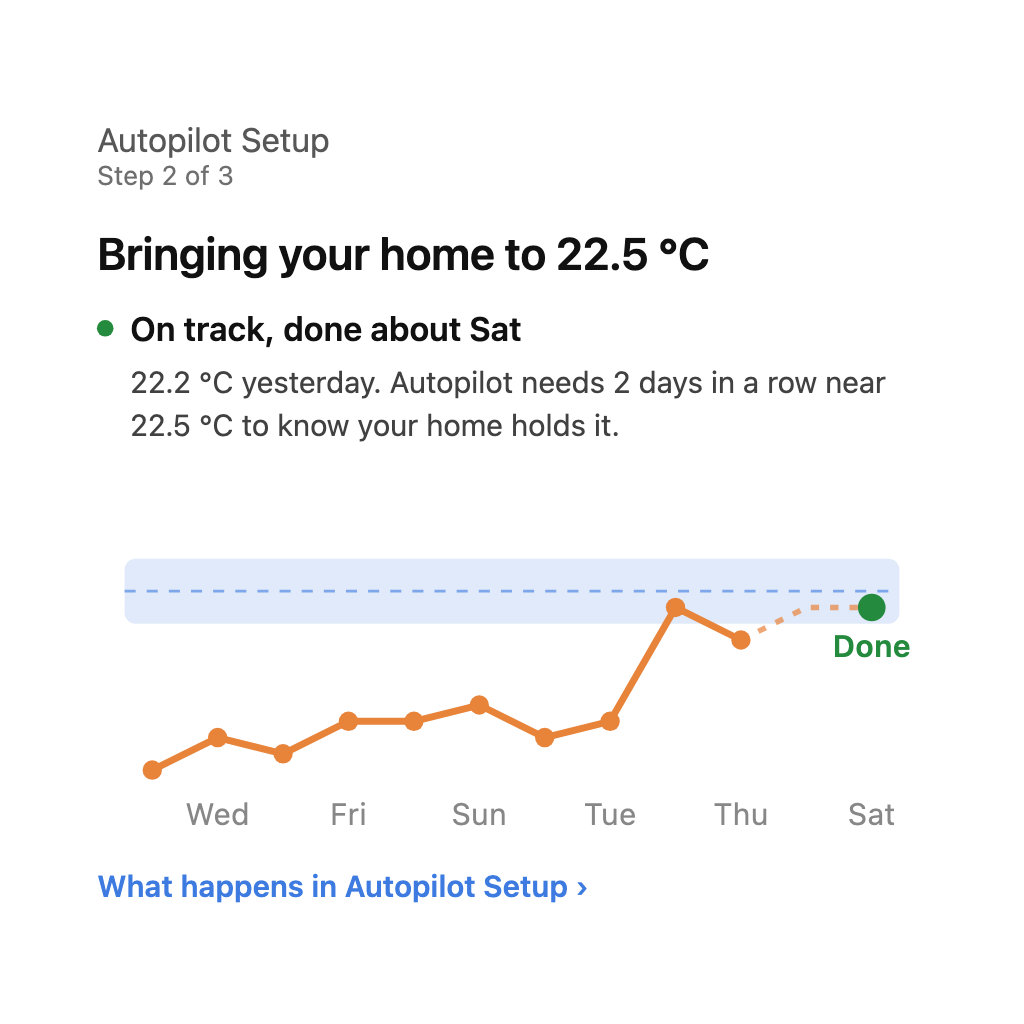 Autopilot Setup
Step 2 of 3
Bringing your home to 22.5 °C
On track, done about Sat
22.2 °C yesterday. Autopilot needs 2 days in a row near
22.5 °C to know your home holds it.
Done
Wed Fri Sun Tue Thu Sat
What happens in Autopilot Setup ›